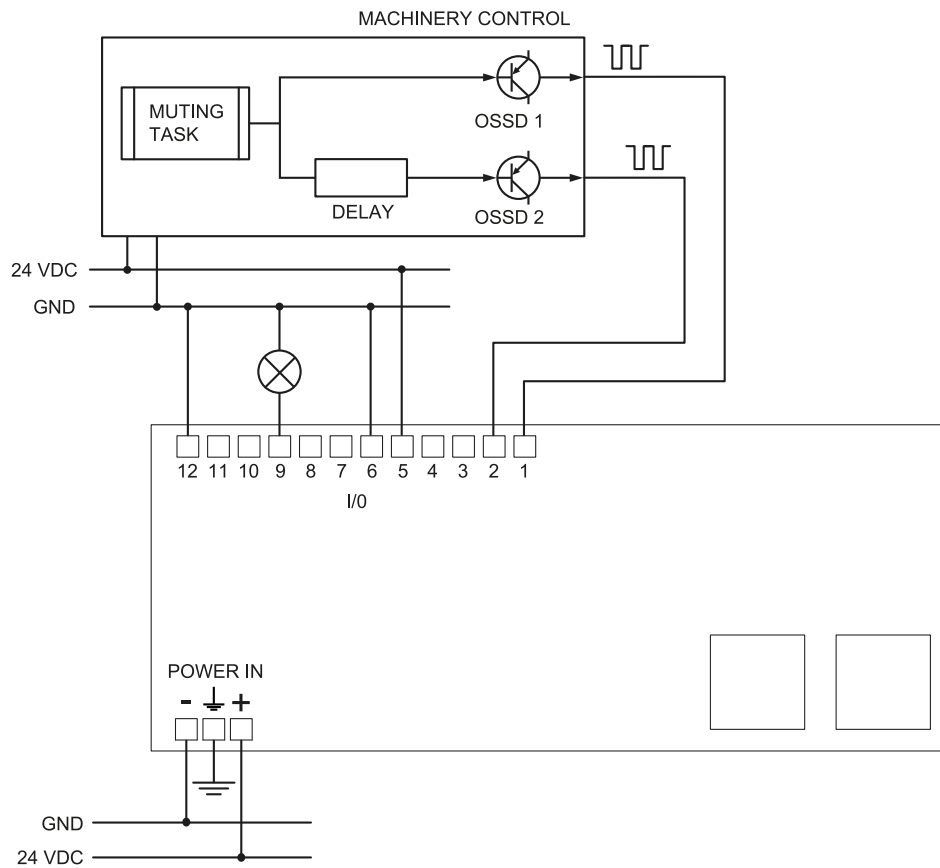 MACHINERY CONTROL
MUTING
TASK
OSSD 1
DELAY
OSSD 2
24 VDC
GND
12 11 10 9 8 7 6 5 4 3 2 1
I/0
POWER IN
- +
GND
24 VDC